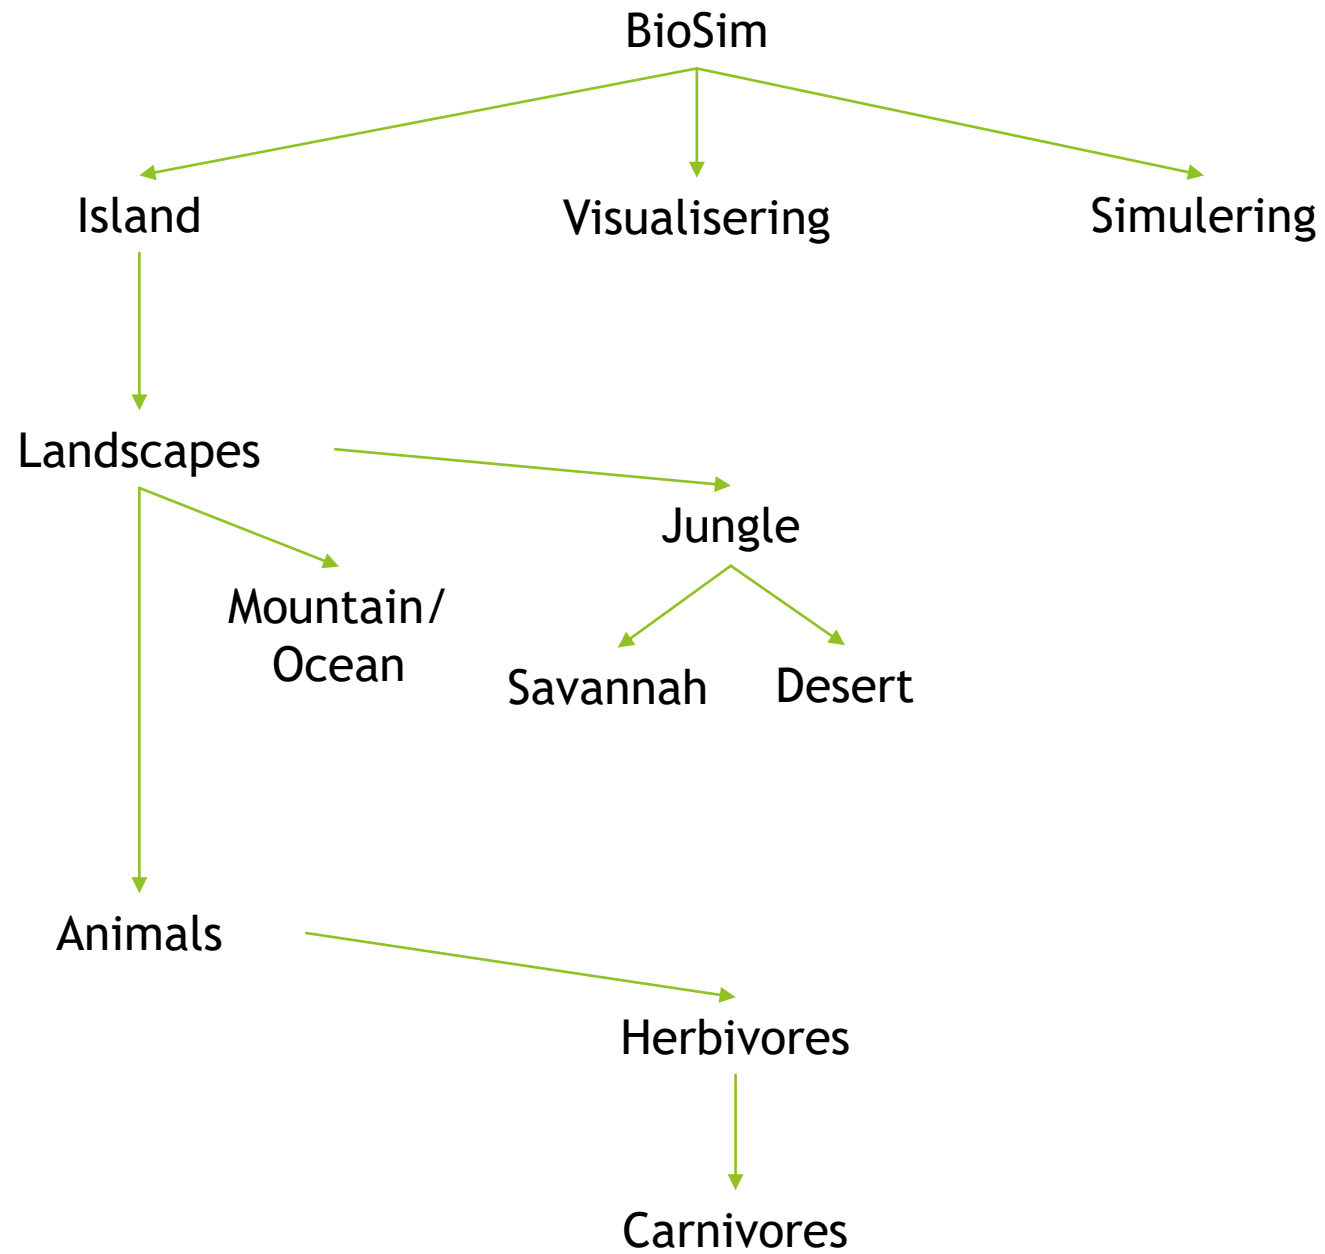 BioSim
Island
Visualisering
Simulering
Landscapes
Jungle
Mountain/
Ocean
Savannah
Desert
Animals
Herbivores
Carnivores